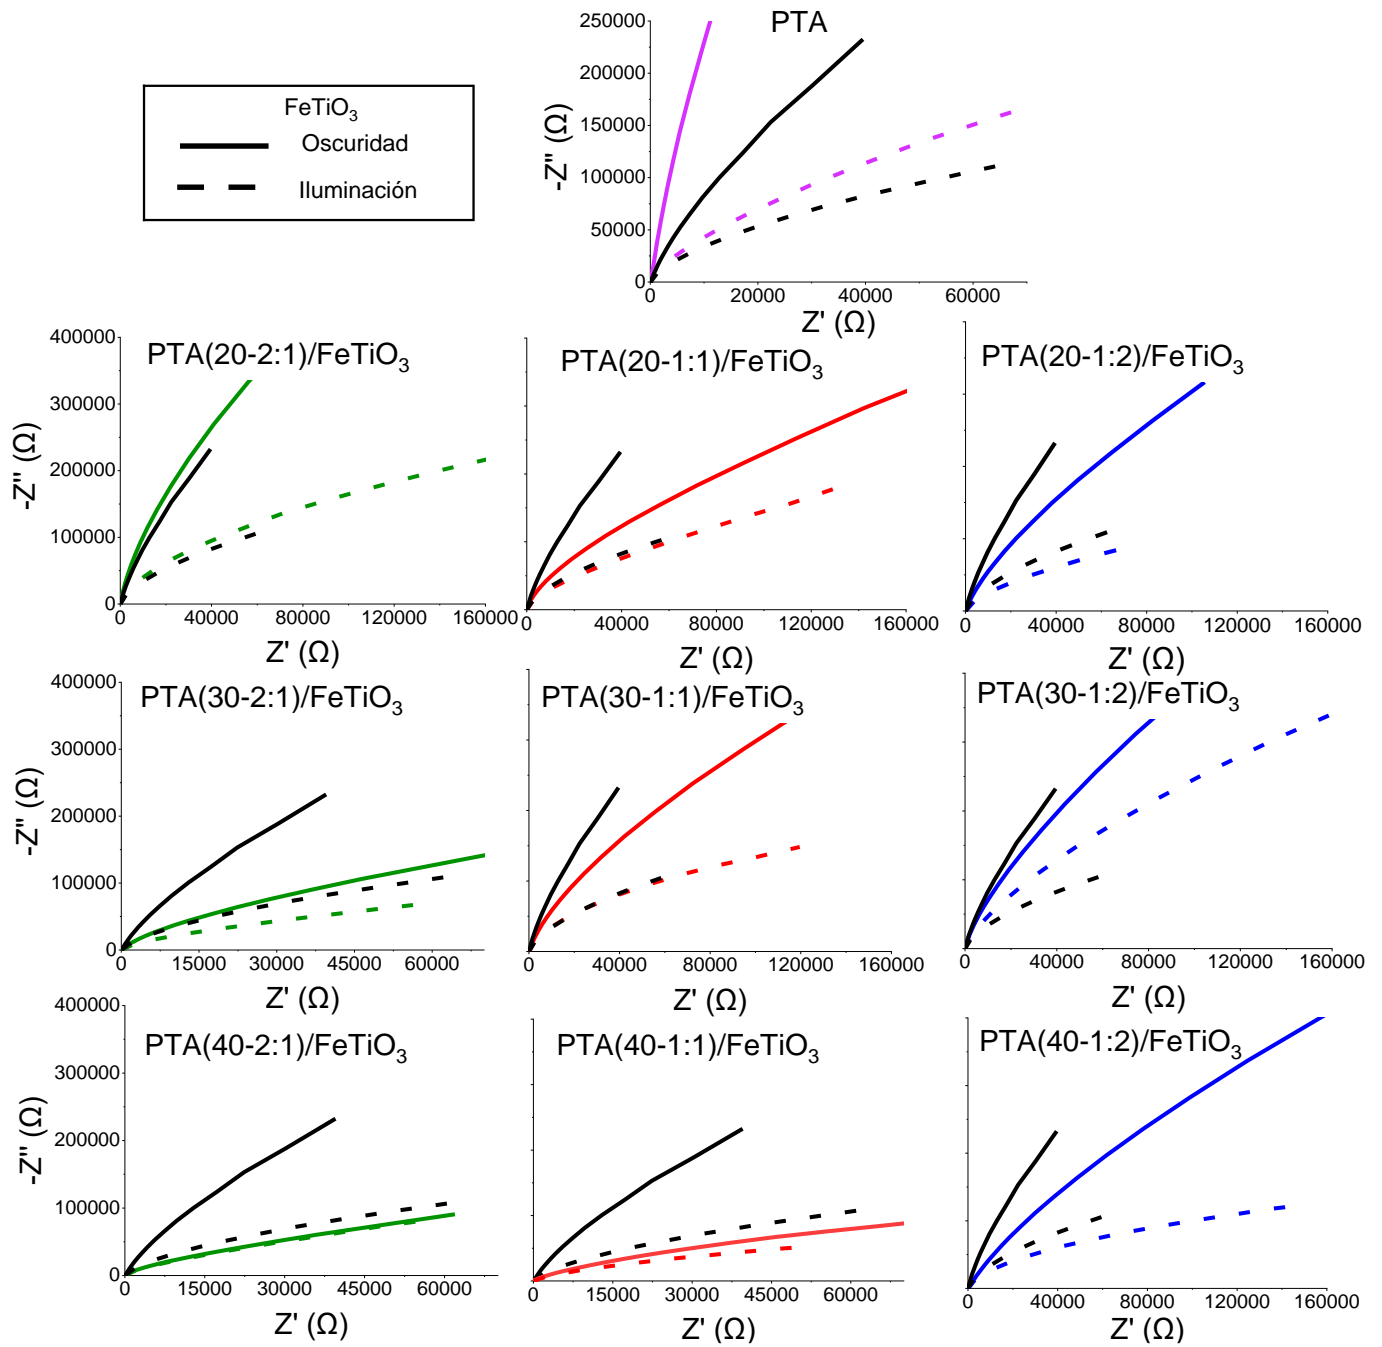 PTA
FeTiO₃
Oscuridad
Iluminación
-Z'' (Ω)
250000
200000
150000
100000
50000
0
0 20000 40000 60000
Z' (Ω)
PTA(20-2:1)/FeTiO₃
-Z'' (Ω)
400000
300000
200000
100000
0
0 40000 80000 120000 160000
Z' (Ω)
PTA(20-1:1)/FeTiO₃
0 40000 80000 120000 160000
Z' (Ω)
PTA(20-1:2)/FeTiO₃
0 40000 80000 120000 160000
Z' (Ω)
PTA(30-2:1)/FeTiO₃
-Z'' (Ω)
400000
300000
200000
100000
0
0 15000 30000 45000 60000
Z' (Ω)
PTA(30-1:1)/FeTiO₃
0 40000 80000 120000 160000
Z' (Ω)
PTA(30-1:2)/FeTiO₃
0 40000 80000 120000 160000
Z' (Ω)
PTA(40-2:1)/FeTiO₃
-Z'' (Ω)
400000
300000
200000
100000
0
0 15000 30000 45000 60000
Z' (Ω)
PTA(40-1:1)/FeTiO₃
0 15000 30000 45000 60000
Z' (Ω)
PTA(40-1:2)/FeTiO₃
0 40000 80000 120000 160000
Z' (Ω)